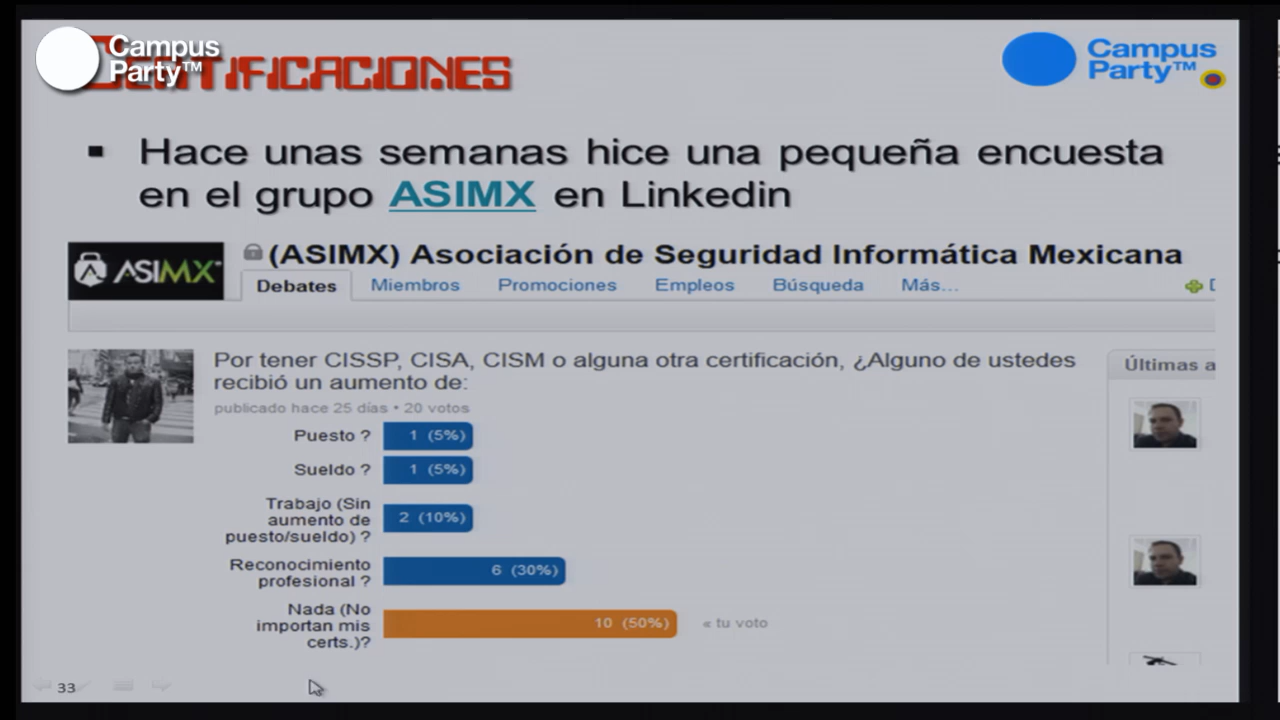 Campus
Party™
CERTIFICACIONES
Campus
Party™
▪ Hace unas semanas hice una pequeña encuesta
en el grupo ASIMX en Linkedin
ASIMX
(ASIMX) Asociación de Seguridad Informática Mexicana
Debates Miembros Promociones Empleos Búsqueda Más...
Por tener CISSP, CISA, CISM o alguna otra certificación, ¿Alguno de ustedes
recibió un aumento de:
publicado hace 25 días • 20 votos
Puesto ? 1 (5%)
Sueldo ? 1 (5%)
Trabajo (Sin
aumento de
puesto/sueldo) ? 2 (10%)
Reconocimiento
profesional ? 6 (30%)
Nada (No
importan mis
certs.)? 10 (50%) « tu voto
Últimas a
33